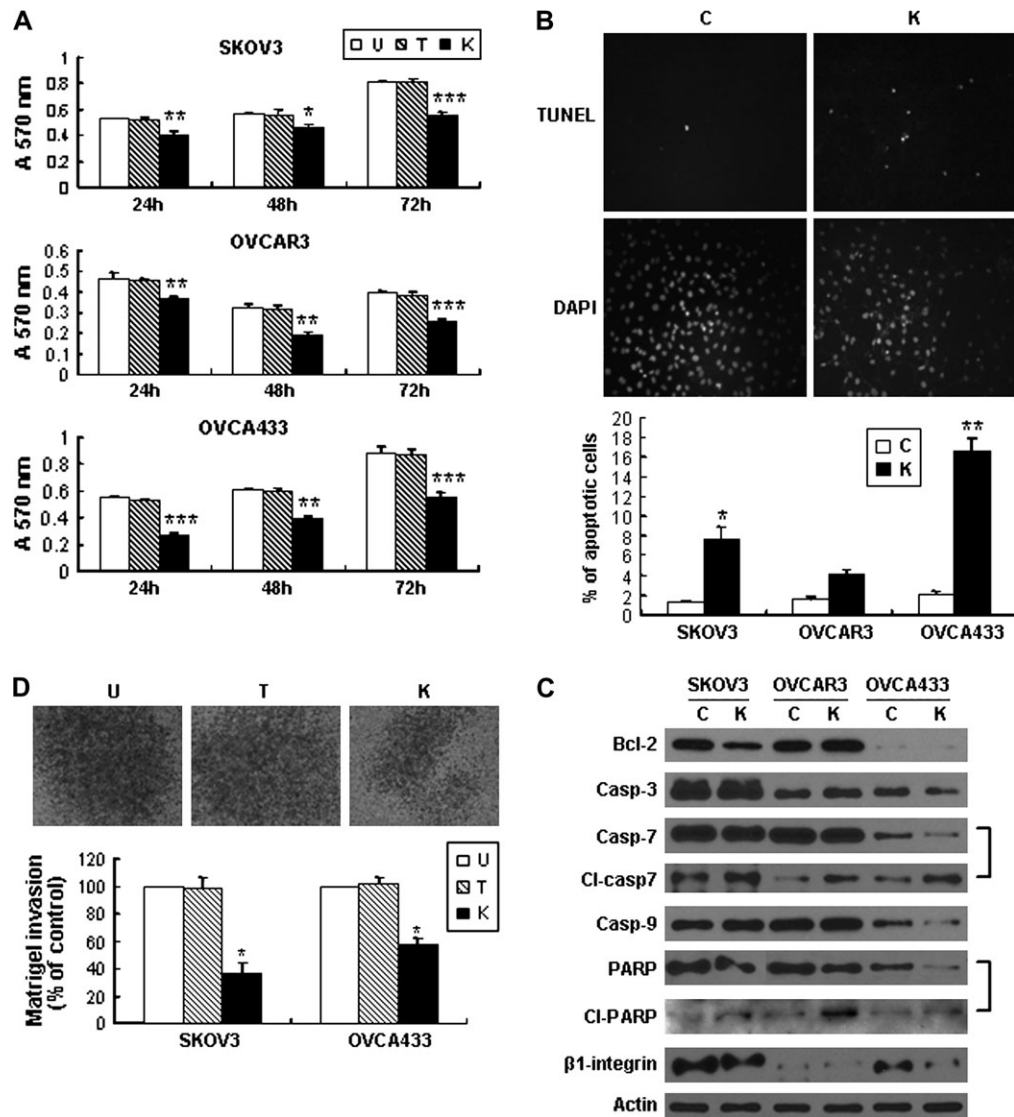 A
SKOV3
U T K
A 570 nm
1
0.8
0.6
0.4
0.2
0
** * ***
24h 48h 72h
OVCAR3
A 570 nm
0.6
0.5
0.4
0.3
0.2
0.1
0
** ** ***
24h 48h 72h
OVCA433
A 570 nm
1
0.8
0.6
0.4
0.2
0
*** ** ***
24h 48h 72h
B
C K
TUNEL
DAPI
% of apoptotic cells
20
18
16
14
12
10
8
6
4
2
0
C
K
* **
SKOV3 OVCAR3 OVCA433
D
U T K
Matrigel invasion
(% of control)
120
100
80
60
40
20
0
U
T
K
* *
SKOV3 OVCA433
C
SKOV3 OVCAR3 OVCA433
C K C K C K
Bcl-2
Casp-3
Casp-7
Cl-casp7
Casp-9
PARP
Cl-PARP
β1-integrin
Actin